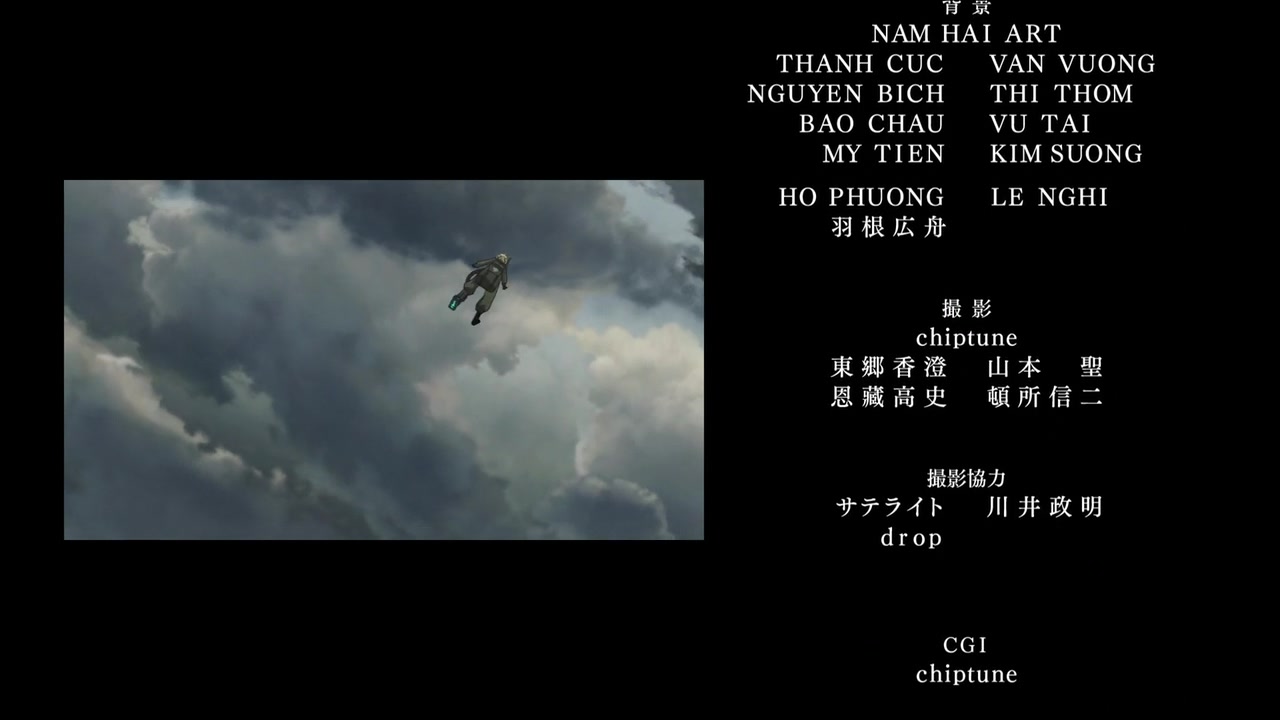 背景
NAM HAI ART
THANH CUC VAN VUONG
NGUYEN BICH THI THOM
BAO CHAU VU TAI
MY TIEN KIM SUONG
HO PHUONG LE NGHI
羽根広舟
撮影
chiptune
東郷香澄 山本 聖
恩藏高史 頓所信二
撮影協力
サテライト 川井政明
drop
CGI
chiptune